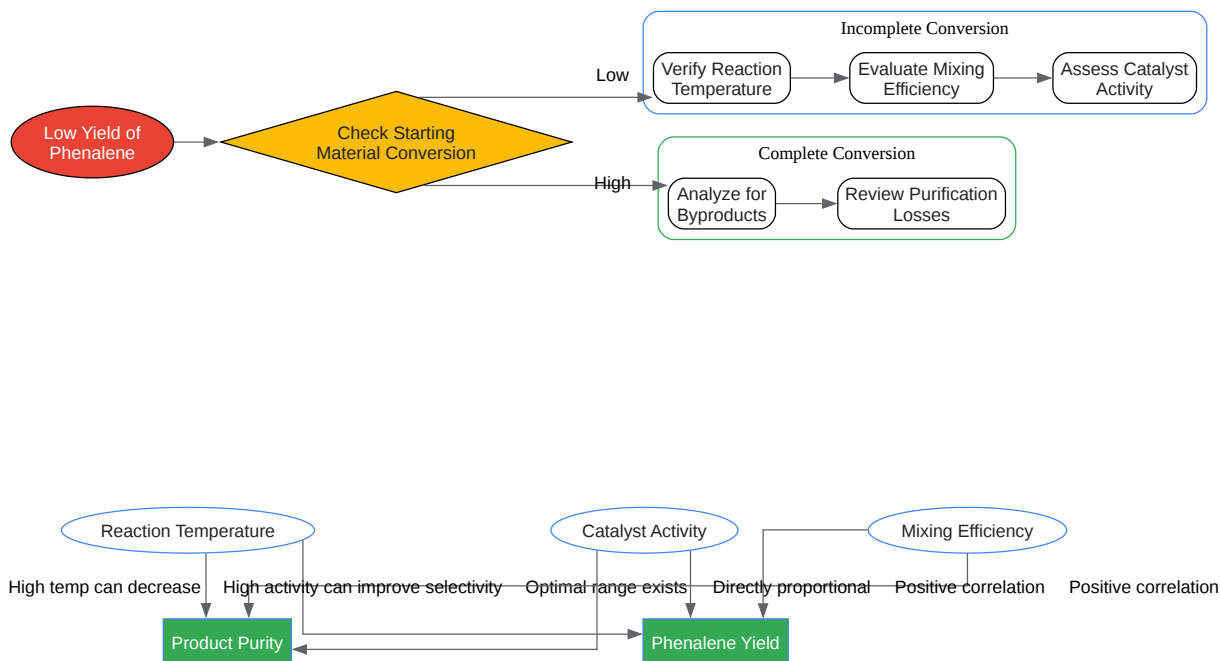 Incomplete Conversion
Low
Verify Reaction
Temperature
Evaluate Mixing
Efficiency
Assess Catalyst
Activity
Low Yield of
Phenalene
Check Starting
Material Conversion
Complete Conversion
High
Analyze for
Byproducts
Review Purification
Losses
Reaction Temperature
Catalyst Activity
Mixing Efficiency
High temp can decrease
High activity can improve selectivity
Optimal range exists
Directly proportional
Positive correlation
Positive correlation
Product Purity
Phenalene Yield